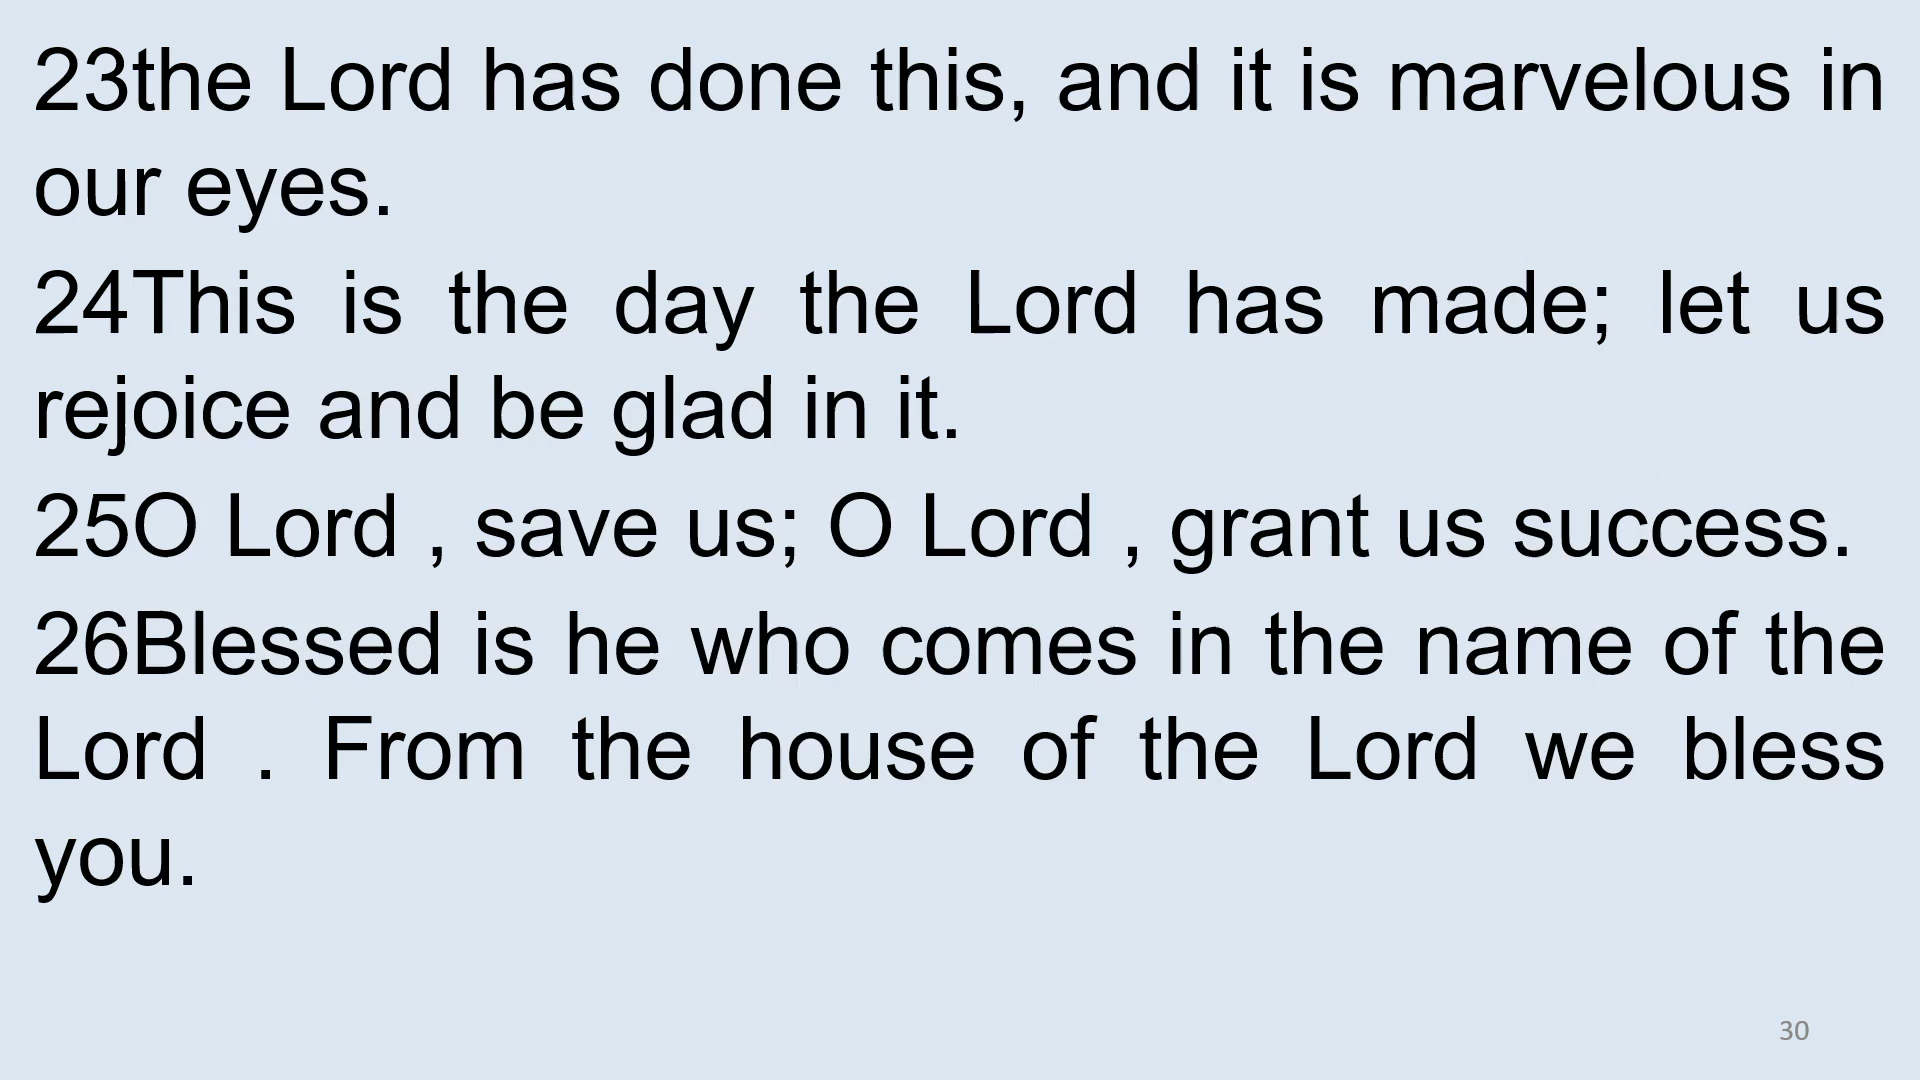 23the Lord has done this, and it is marvelous in
our eyes.
24This is the day the Lord has made; let us
rejoice and be glad in it.
25O Lord , save us; O Lord , grant us success.
26Blessed is he who comes in the name of the
Lord . From the house of the Lord we bless
you.
30